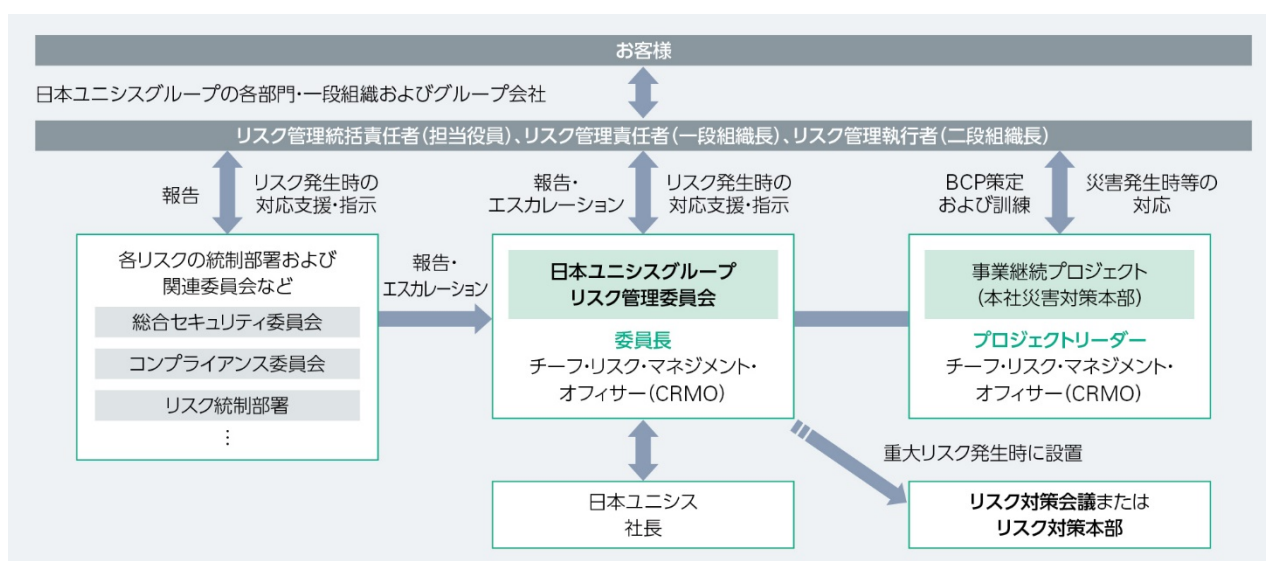 お客様
日本ユニシスグループの各部門・一段組織およびグループ会社
リスク管理統括責任者(担当役員)、リスク管理責任者(一段組織長)、リスク管理執行者(二段組織長)
報告
リスク発生時の
対応支援・指示
報告・
エスカレーション
リスク発生時の
対応支援・指示
BCP策定
および訓練
災害発生時等の
対応
各リスクの統制部署および
関連委員会など
総合セキュリティ委員会
コンプライアンス委員会
リスク統制部署
⋮
報告・
エスカレーション
日本ユニシスグループ
リスク管理委員会
委員長
チーフ・リスク・マネジメント・
オフィサー(CRMO)
事業継続プロジェクト
(本社災害対策本部)
プロジェクトリーダー
チーフ・リスク・マネジメント・
オフィサー(CRMO)
重大リスク発生時に設置
日本ユニシス
社長
リスク対策会議または
リスク対策本部